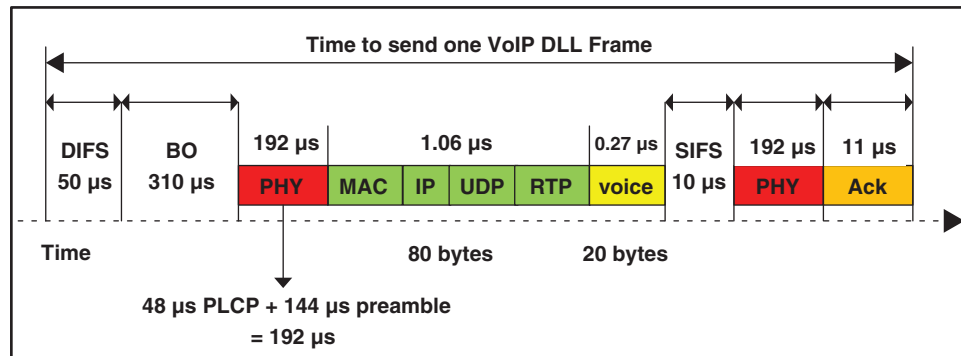 Time to send one VoIP DLL Frame
DIFS
50 µs
BO
310 µs
192 µs
1.06 µs
0.27 µs
SIFS
10 µs
192 µs
11 µs
PHY
MAC
IP
UDP
RTP
voice
PHY
Ack
Time
80 bytes
20 bytes
48 µs PLCP + 144 µs preamble
= 192 µs